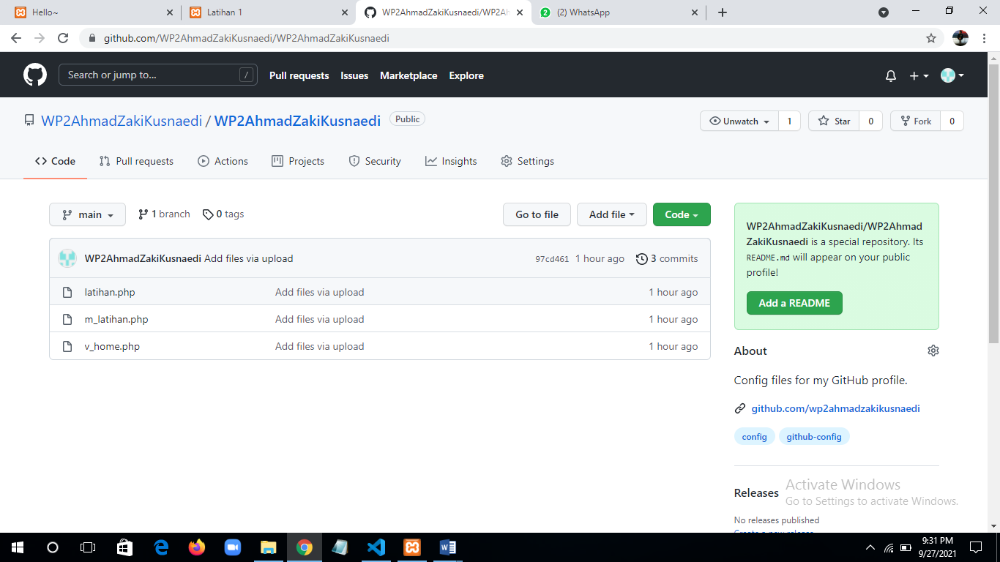 Hello~
Latihan 1
WP2AhmadZakiKusnaedi/WP2Ah
(2) WhatsApp
github.com/WP2AhmadZakiKusnaedi/WP2AhmadZakiKusnaedi
Search or jump to... /
Pull requests Issues Marketplace Explore
WP2AhmadZakiKusnaedi / WP2AhmadZakiKusnaedi Public
Unwatch 1 Star 0 Fork 0
Code Pull requests Actions Projects Security Insights Settings
main 1 branch 0 tags Go to file Add file Code
WP2AhmadZakiKusnaedi Add files via upload 97cd461 1 hour ago 3 commits
latihan.php Add files via upload 1 hour ago
m_latihan.php Add files via upload 1 hour ago
v_home.php Add files via upload 1 hour ago
WP2AhmadZakiKusnaedi/WP2Ahmad
ZakiKusnaedi is a special repository. Its
README.md will appear on your public
profile!
Add a README
About
Config files for my GitHub profile.
github.com/wp2ahmadzakikusnaedi
config github-config
Releases
No releases published
Create a new release
Activate Windows
Go to Settings to activate Windows.
9:31 PM
9/27/2021